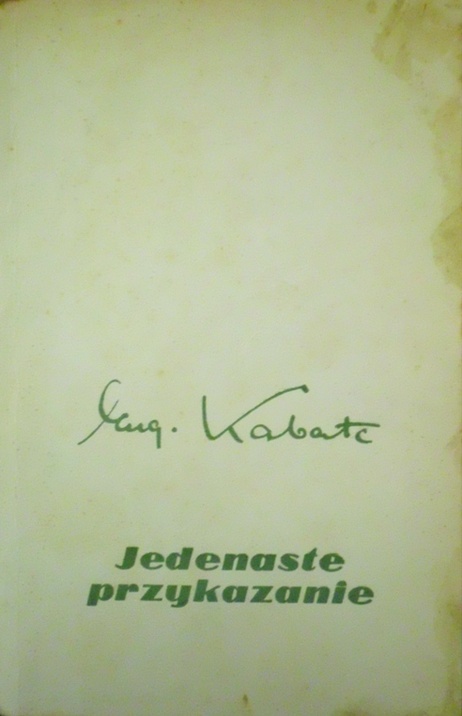 Eug. Kabatc
Jedenaste
przykazanie